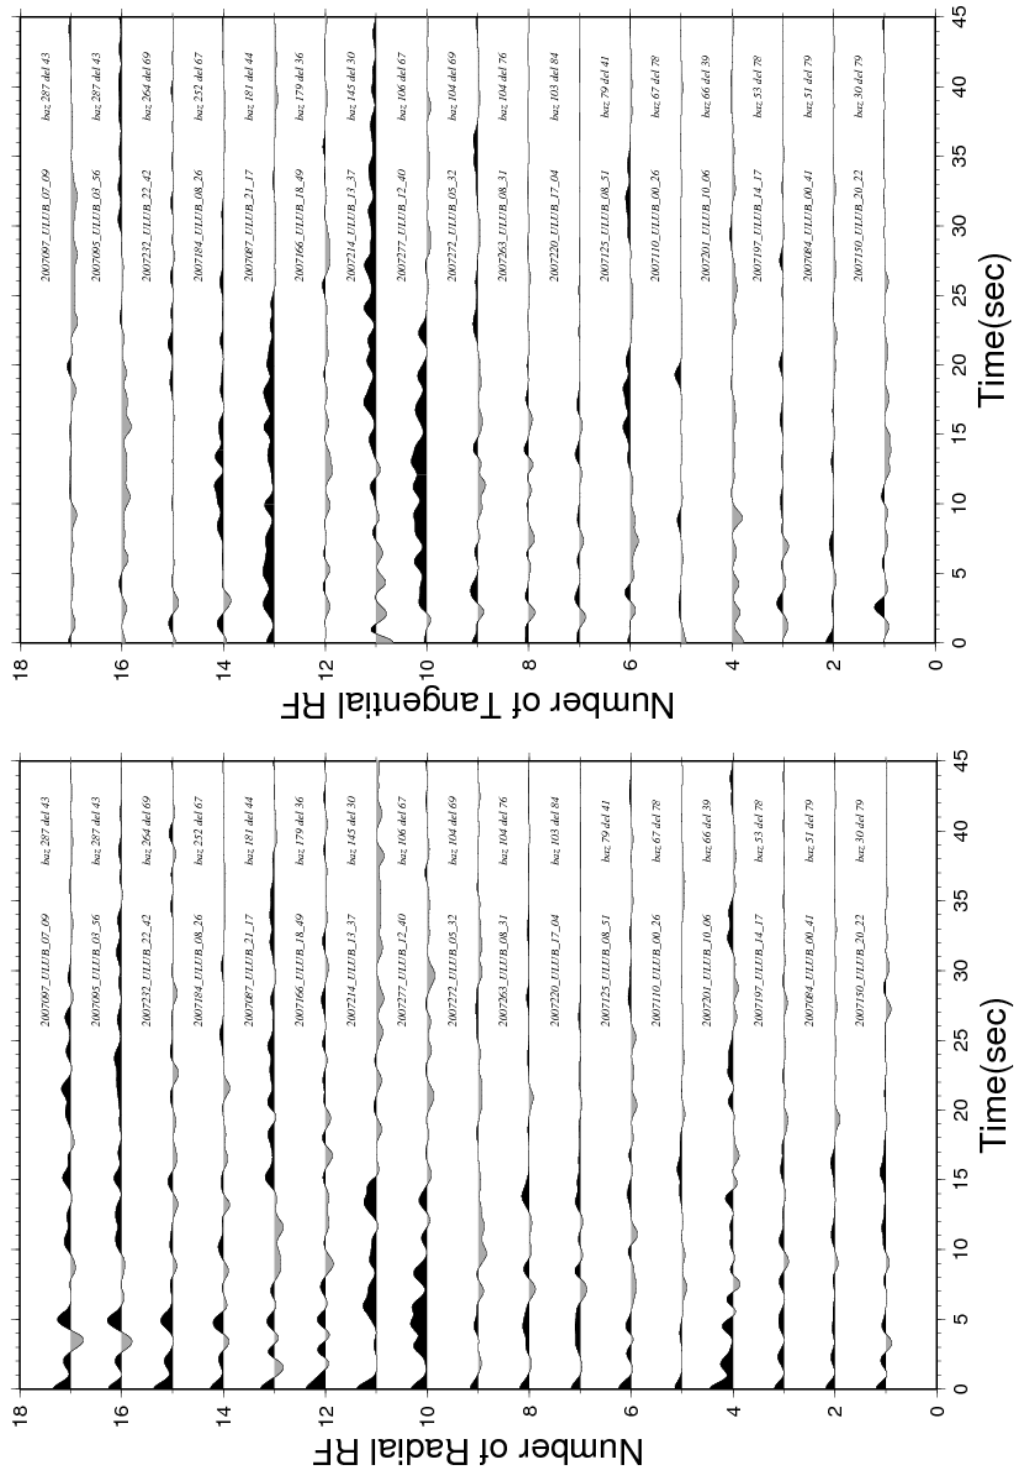 Number of Radial RF
18
16
14
12
10
8
6
4
2
0
2007097_ULUB_07_09 baz 287 del 43
2007095_ULUB_03_56 baz 287 del 43
2007232_ULUB_22_42 baz 264 del 69
2007184_ULUB_08_26 baz 252 del 67
2007087_ULUB_21_17 baz 181 del 44
2007166_ULUB_18_49 baz 179 del 36
2007214_ULUB_13_37 baz 145 del 30
2007277_ULUB_12_40 baz 106 del 67
2007272_ULUB_05_32 baz 104 del 69
2007263_ULUB_08_31 baz 104 del 76
2007220_ULUB_17_04 baz 103 del 84
2007125_ULUB_08_51 baz 79 del 41
2007110_ULUB_00_26 baz 67 del 78
2007201_ULUB_10_06 baz 66 del 39
2007197_ULUB_14_17 baz 53 del 78
2007084_ULUB_00_41 baz 51 del 79
2007150_ULUB_20_22 baz 30 del 79
0 5 10 15 20 25 30 35 40 45
Time(sec)
Number of Tangential RF
18
16
14
12
10
8
6
4
2
0
2007097_ULUB_07_09 baz 287 del 43
2007095_ULUB_03_56 baz 287 del 43
2007232_ULUB_22_42 baz 264 del 69
2007184_ULUB_08_26 baz 252 del 67
2007087_ULUB_21_17 baz 181 del 44
2007166_ULUB_18_49 baz 179 del 36
2007214_ULUB_13_37 baz 145 del 30
2007277_ULUB_12_40 baz 106 del 67
2007272_ULUB_05_32 baz 104 del 69
2007263_ULUB_08_31 baz 104 del 76
2007220_ULUB_17_04 baz 103 del 84
2007125_ULUB_08_51 baz 79 del 41
2007110_ULUB_00_26 baz 67 del 78
2007201_ULUB_10_06 baz 66 del 39
2007197_ULUB_14_17 baz 53 del 78
2007084_ULUB_00_41 baz 51 del 79
2007150_ULUB_20_22 baz 30 del 79
0 5 10 15 20 25 30 35 40 45
Time(sec)